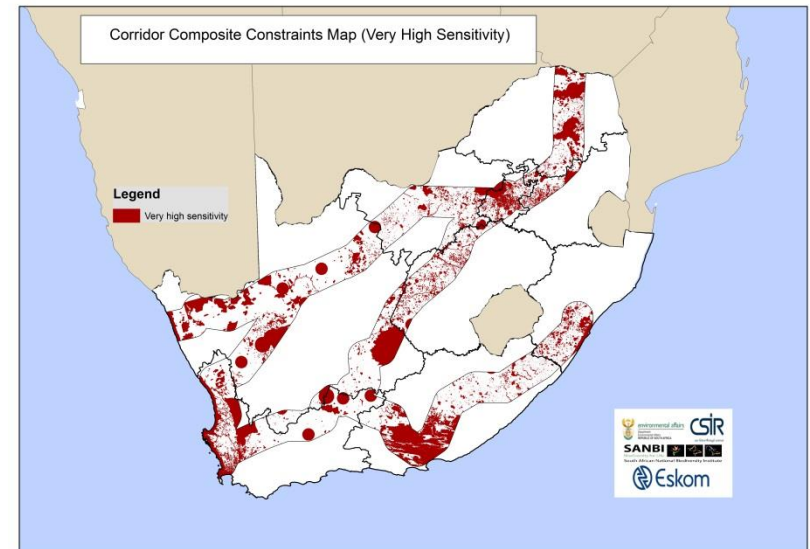 Corridor Composite Constraints Map (Very High Sensitivity)
Legend
Very high sensitivity
environmental affairs
CSIR
SANBI
South African National Biodiversity Institute
Eskom